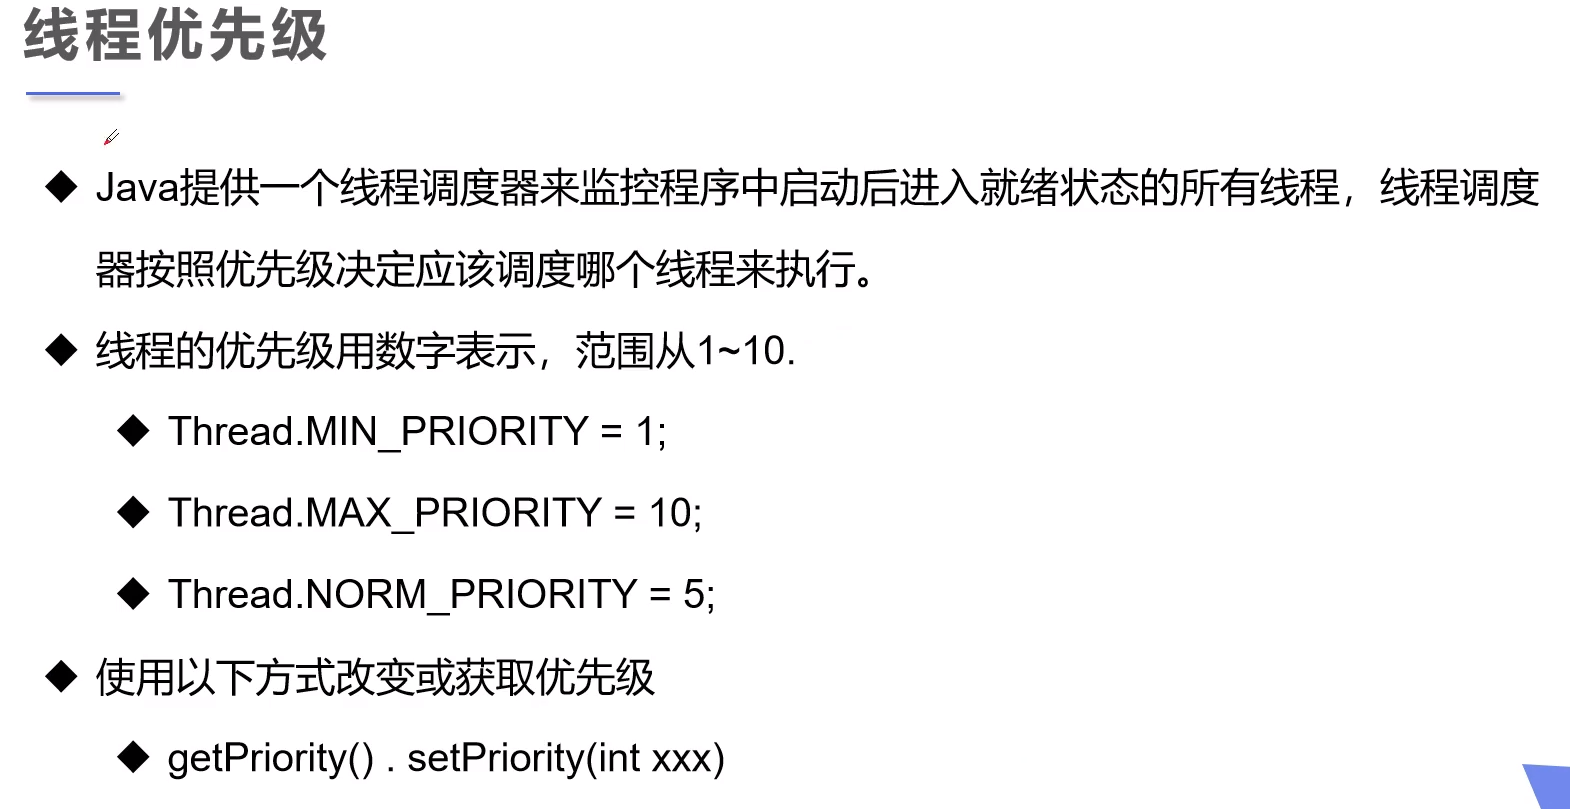 线程优先级
Java提供一个线程调度器来监控程序中启动后进入就绪状态的所有线程，线程调度
器按照优先级决定应该调度哪个线程来执行。
线程的优先级用数字表示，范围从1~10.
Thread.MIN_PRIORITY = 1;
Thread.MAX_PRIORITY = 10;
Thread.NORM_PRIORITY = 5;
使用以下方式改变或获取优先级
getPriority() . setPriority(int xxx)